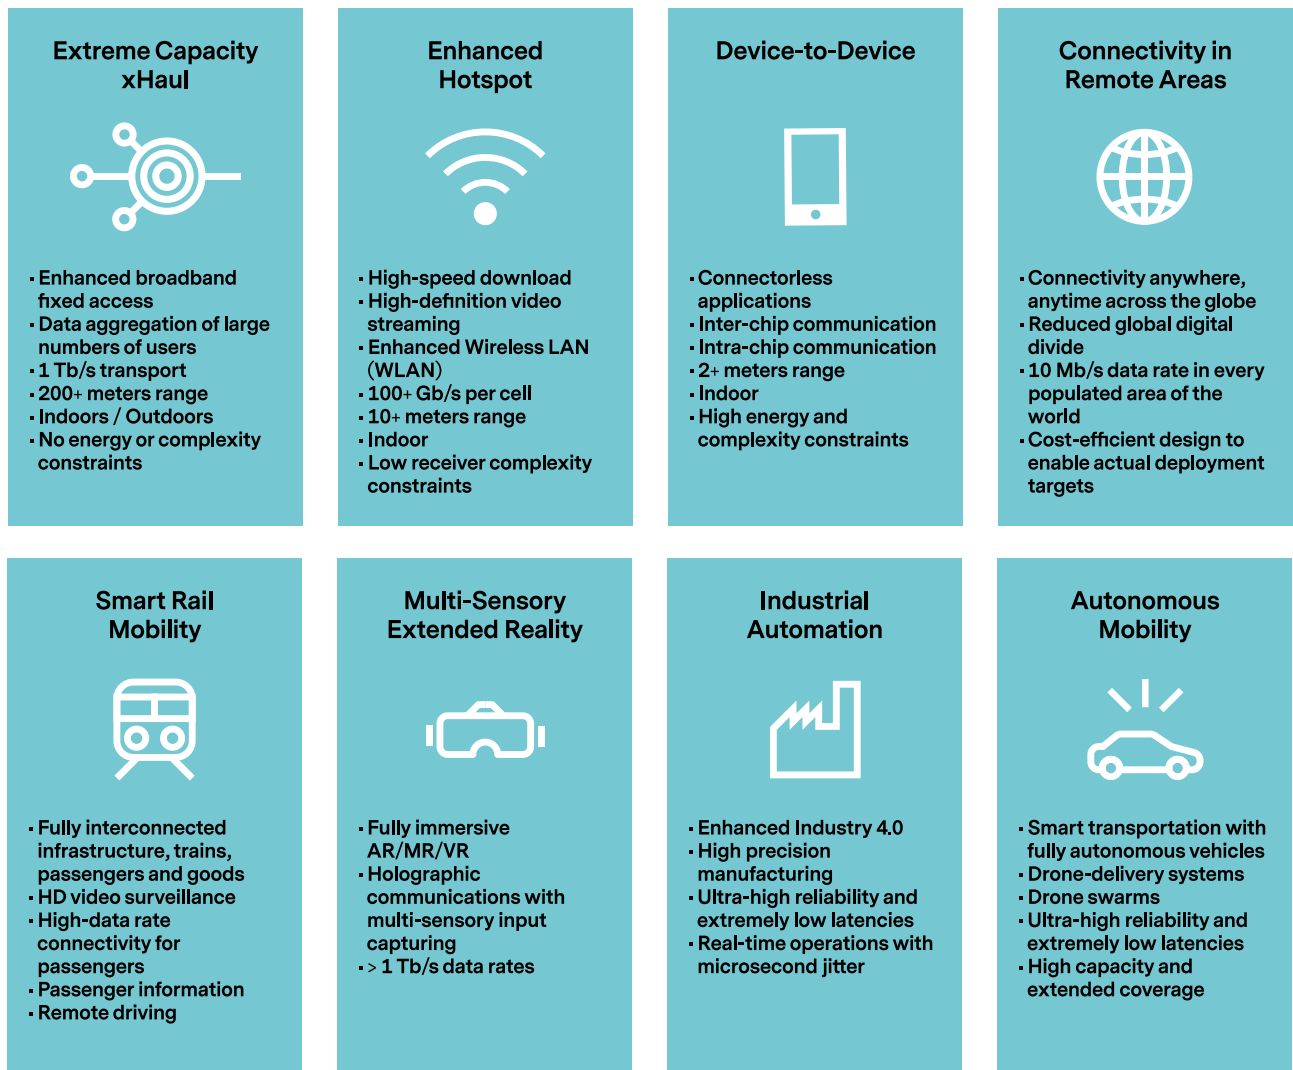 Extreme Capacity
xHaul
· Enhanced broadband
fixed access
· Data aggregation of large
numbers of users
· 1 Tb/s transport
· 200+ meters range
· Indoors / Outdoors
· No energy or complexity
constraints
Enhanced
Hotspot
· High-speed download
· High-definition video
streaming
· Enhanced Wireless LAN
(WLAN)
· 100+ Gb/s per cell
· 10+ meters range
· Indoor
· Low receiver complexity
constraints
Device-to-Device
· Connectorless
applications
· Inter-chip communication
· Intra-chip communication
· 2+ meters range
· Indoor
· High energy and
complexity constraints
Connectivity in
Remote Areas
· Connectivity anywhere,
anytime across the globe
· Reduced global digital
divide
· 10 Mb/s data rate in every
populated area of the
world
· Cost-efficient design to
enable actual deployment
targets
Smart Rail
Mobility
· Fully interconnected
infrastructure, trains,
passengers and goods
· HD video surveillance
· High-data rate
connectivity for
passengers
· Passenger information
· Remote driving
Multi-Sensory
Extended Reality
· Fully immersive
AR/MR/VR
· Holographic
communications with
multi-sensory input
capturing
· > 1 Tb/s data rates
Industrial
Automation
· Enhanced Industry 4.0
· High precision
manufacturing
· Ultra-high reliability and
extremely low latencies
· Real-time operations with
microsecond jitter
Autonomous
Mobility
· Smart transportation with
fully autonomous vehicles
· Drone-delivery systems
· Drone swarms
· Ultra-high reliability and
extremely low latencies
· High capacity and
extended coverage